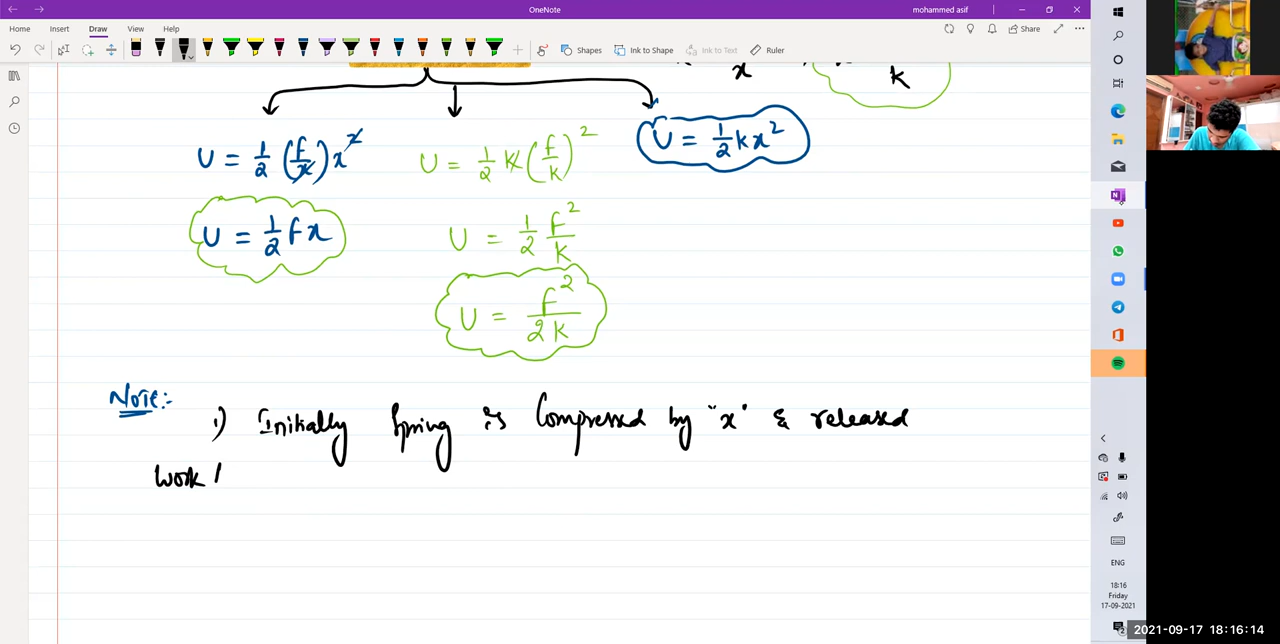 OneNote
mohammed asif
Home Insert Draw View Help
Share
Shapes Ink to Shape Ink to Text Ruler
x
k
U = 1/2 (f/x) x²
U = 1/2 k (f/k)²
U = 1/2 kx²
U = 1/2 fx
U = 1/2 f²/k
U = f²/2k
Note:-
1) Initially Spring is Compressed by "x" & released
Work
ENG
18:16
Friday
17-09-2021
2021-09-17 18:16:14